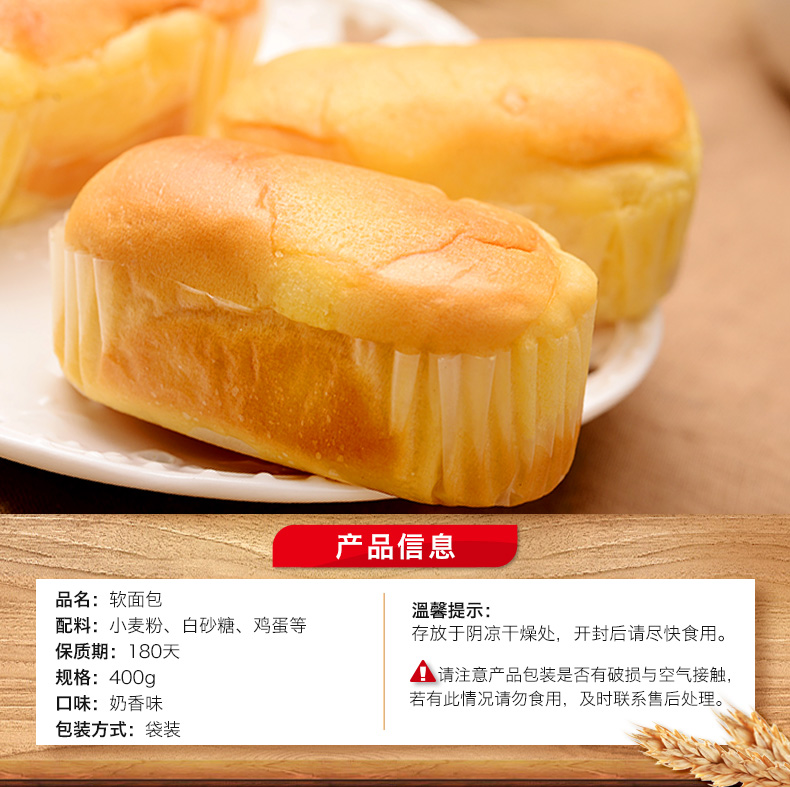 产品信息
品名：软面包
配料：小麦粉、白砂糖、鸡蛋等
保质期：180天
规格：400g
口味：奶香味
包装方式：袋装
溫馨提示：
存放于阴凉干燥处，开封后请尽快食用。
请注意产品包装是否有破损与空气接触，
若有此情况请勿食用，及时联系售后处理。